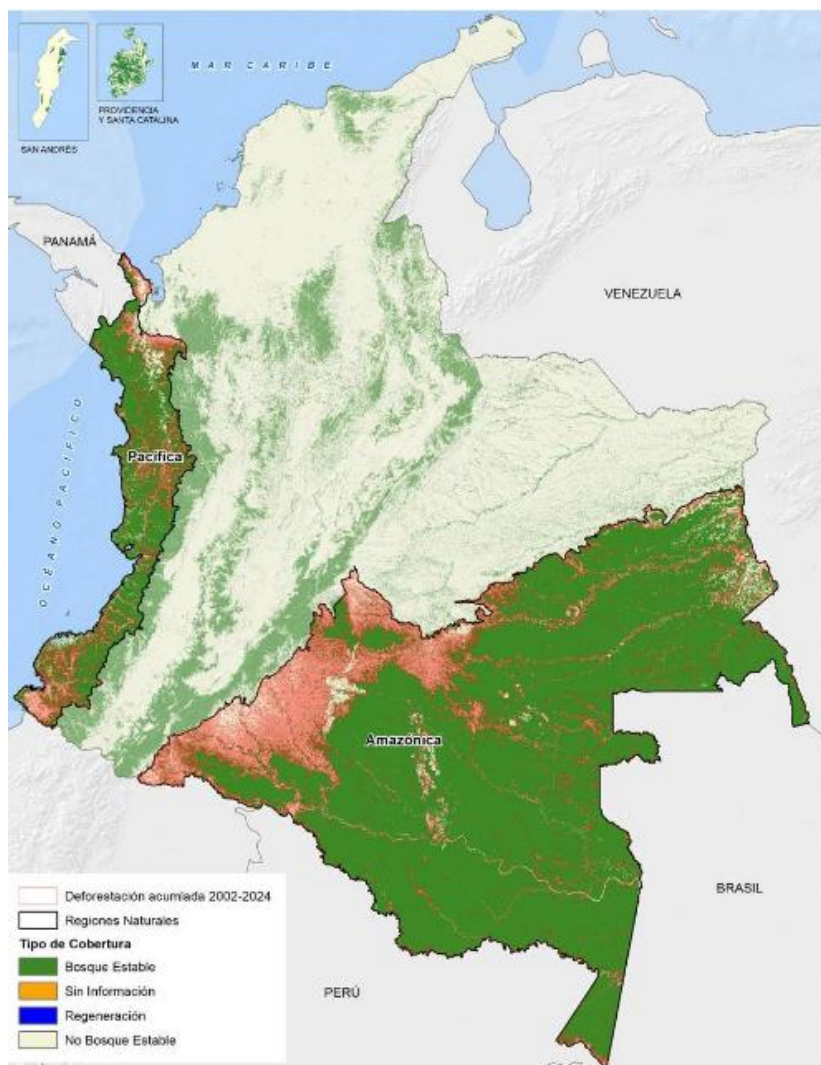 MAR CARIBE
PROVIDENCIA
Y SANTA CATALINA
SAN ANDRÉS
PANAMÁ
VENEZUELA
OCÉANO PACÍFICO
Pacífica
Amazónica
BRASIL
PERÚ
Deforestación acumlada 2002-2024
Regiones Naturales
Tipo de Cobertura
Bosque Estable
Sin Información
Regeneración
No Bosque Estable